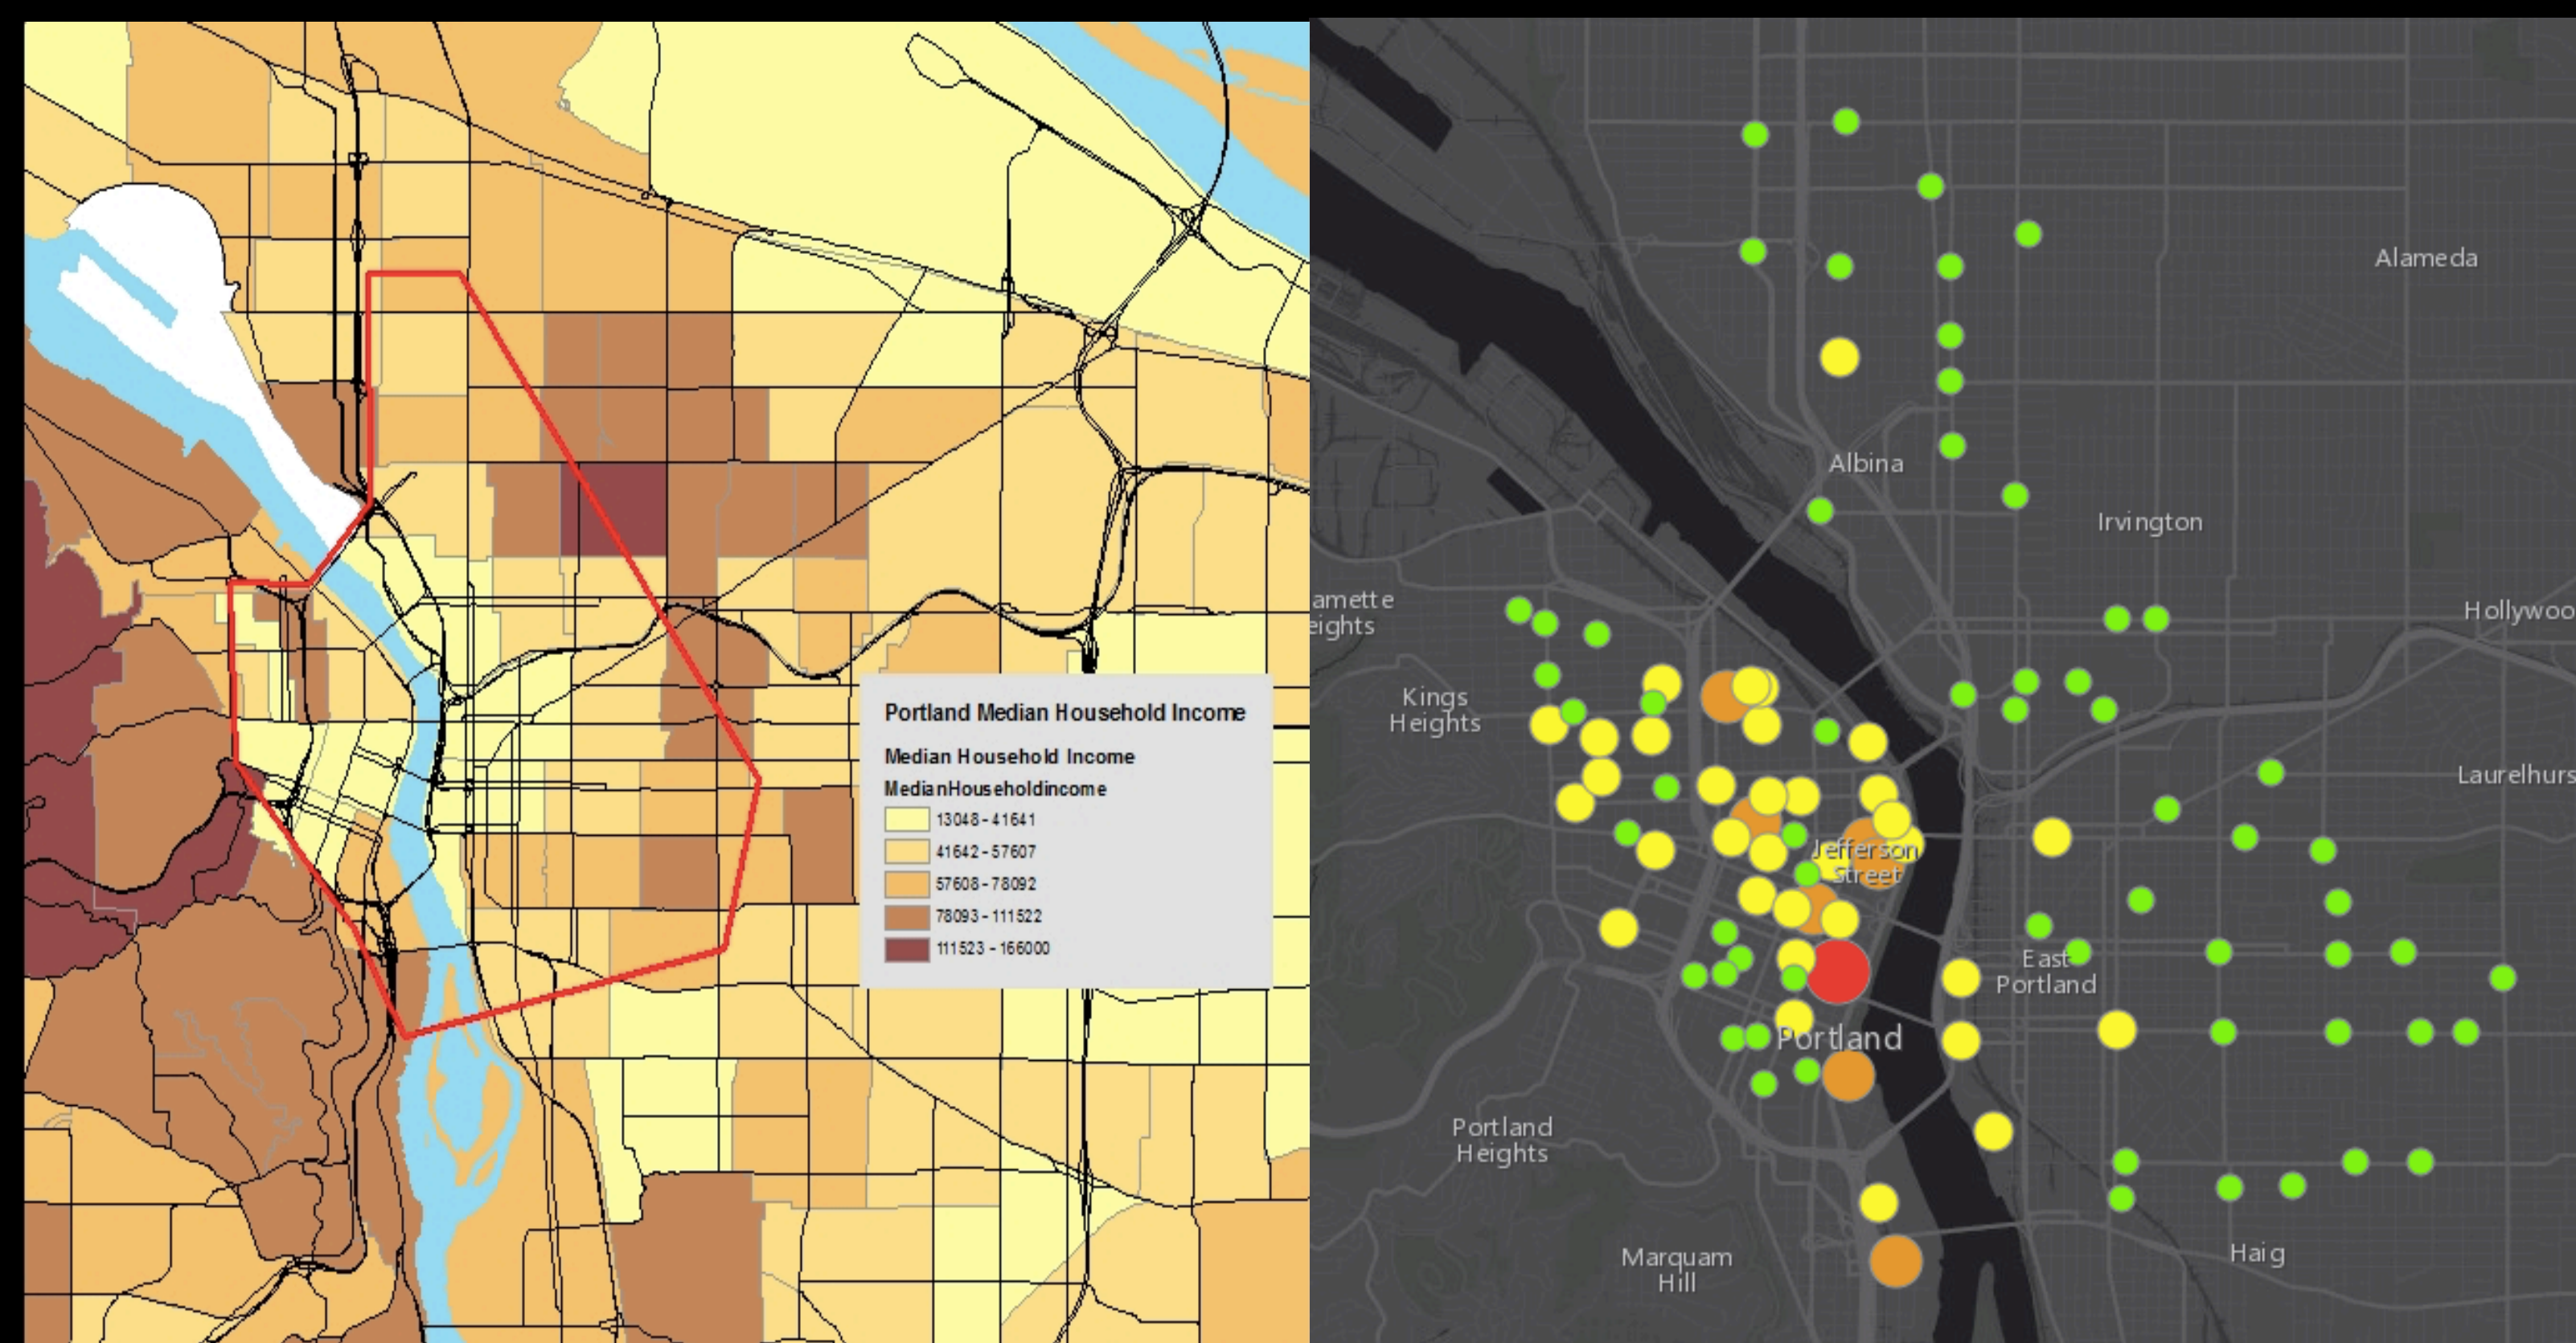 Portland Median Household Income
Median Household Income
MedianHouseholdincome
13048 - 41641
41642 - 57607
57608 - 78092
78093 - 111522
111523 - 166000
Alameda
Albina
Irvington
amette
eights
Hollywoo
Kings
Heights
Laurelhurs
Jefferson
Street
East
Portland
Portland
Portland
Heights
Marquam
Hill
Haig